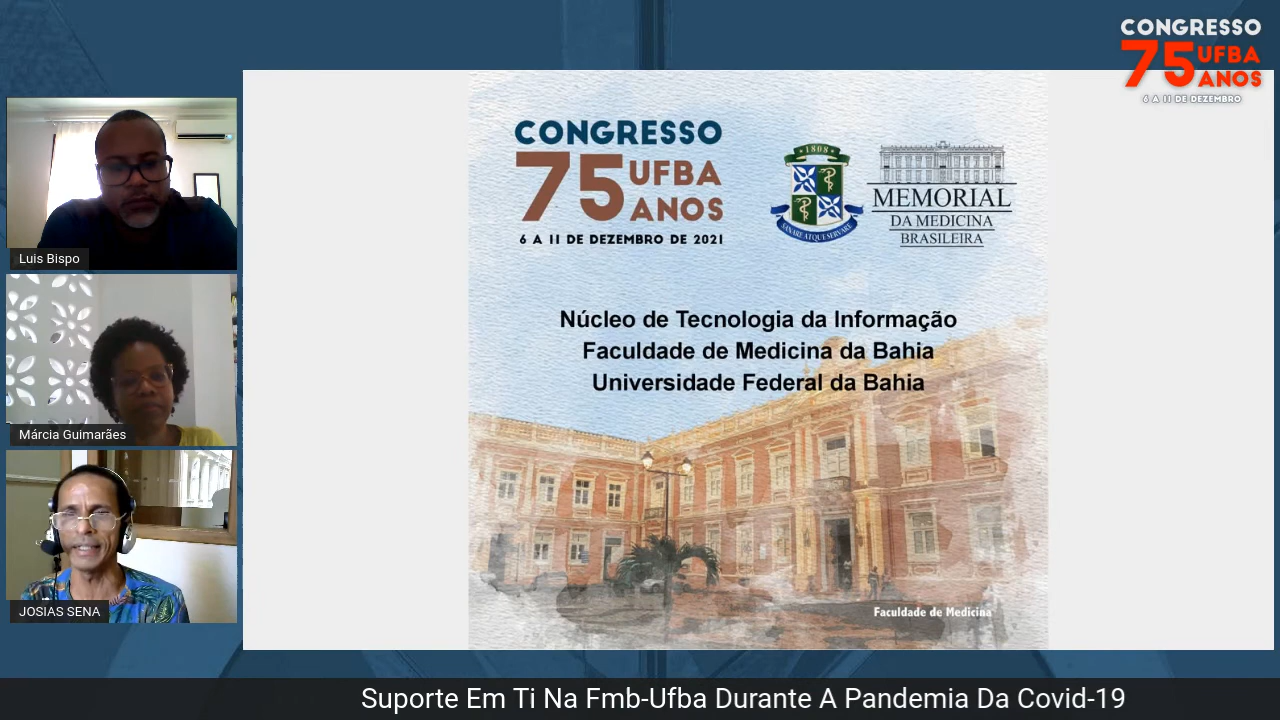 CONGRESSO
75 UFBA
ANOS
6 A 11 DE DEZEMBRO
Luis Bispo
Márcia Guimarães
JOSIAS SENA
CONGRESSO
75 UFBA
ANOS
6 A 11 DE DEZEMBRO DE 2021
1808
SANARE ATQUE SERVARE
MEMORIAL
DA MEDICINA
BRASILEIRA
Núcleo de Tecnologia da Informação
Faculdade de Medicina da Bahia
Universidade Federal da Bahia
Faculdade de Medicina
Suporte Em Ti Na Fmb-Ufba Durante A Pandemia Da Covid-19